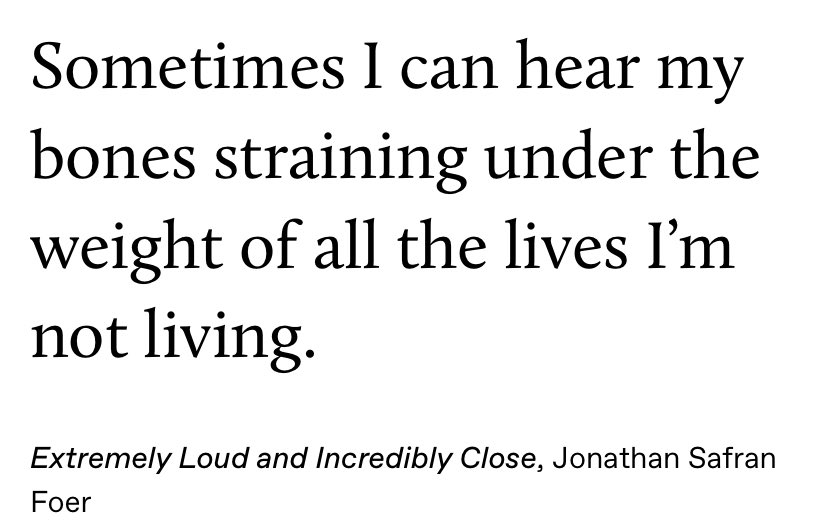 Sometimes I can hear my
bones straining under the
weight of all the lives I’m
not living.
Extremely Loud and Incredibly Close, Jonathan Safran
Foer